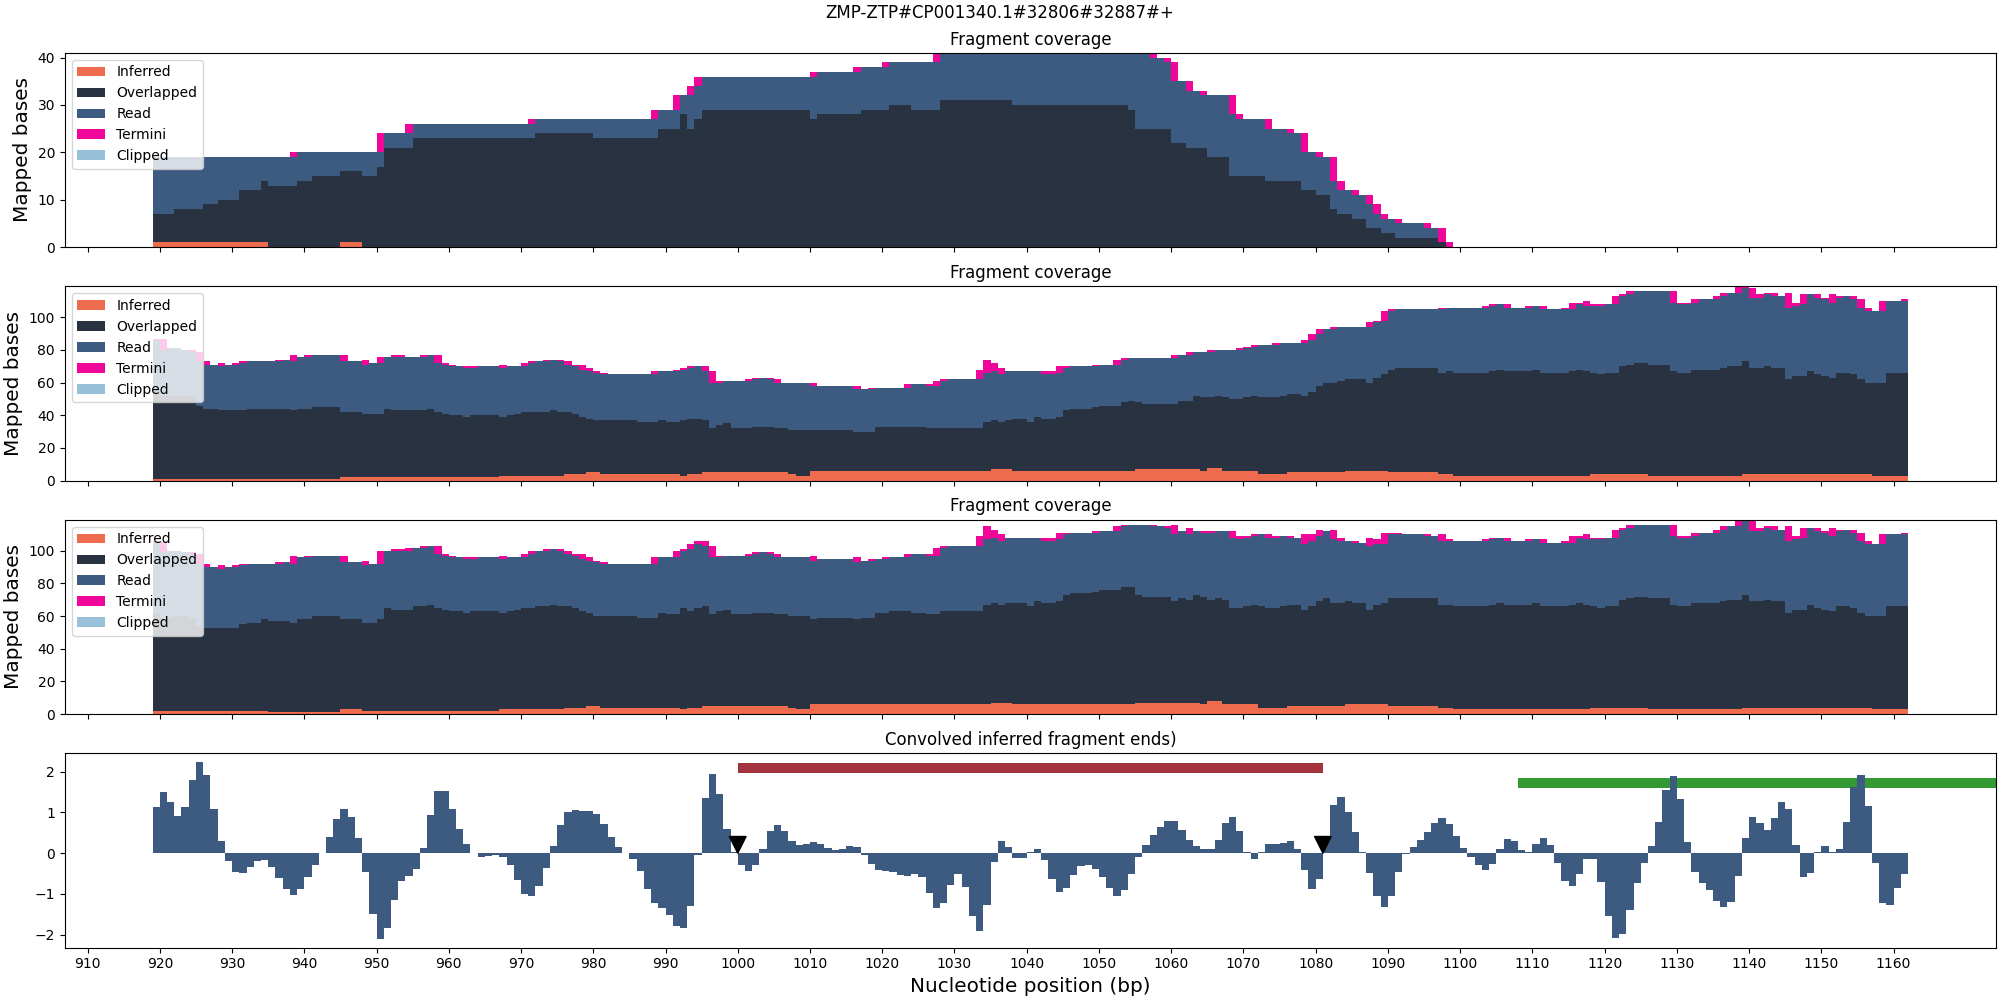 ZMP-ZTP#CP001340.1#32806#32887#+
Fragment coverage
Mapped bases
40
30
20
10
0
Inferred
Overlapped
Read
Termini
Clipped
Fragment coverage
Mapped bases
100
80
60
40
20
0
Inferred
Overlapped
Read
Termini
Clipped
Fragment coverage
Mapped bases
100
80
60
40
20
0
Inferred
Overlapped
Read
Termini
Clipped
Convolved inferred fragment ends)
2
1
0
−1
−2
910 920 930 940 950 960 970 980 990 1000 1010 1020 1030 1040 1050 1060 1070 1080 1090 1100 1110 1120 1130 1140 1150 1160
Nucleotide position (bp)